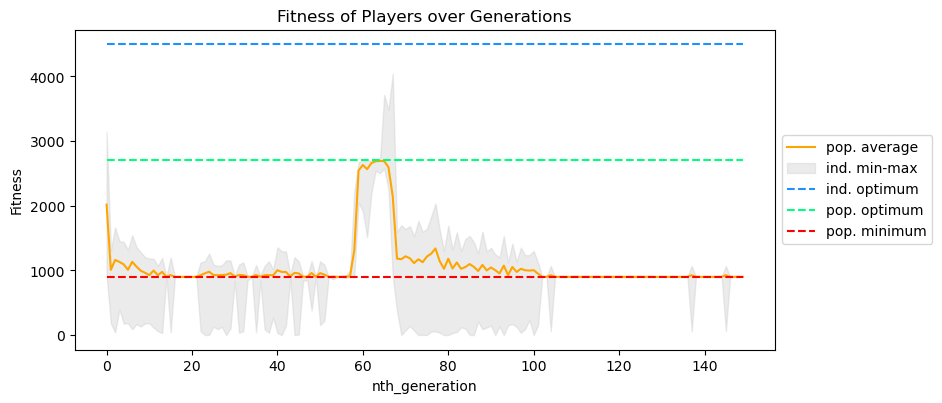 Fitness of Players over Generations
Fitness
4000
3000
2000
1000
0
0 20 40 60 80 100 120 140
nth_generation
pop. average
ind. min-max
ind. optimum
pop. optimum
pop. minimum